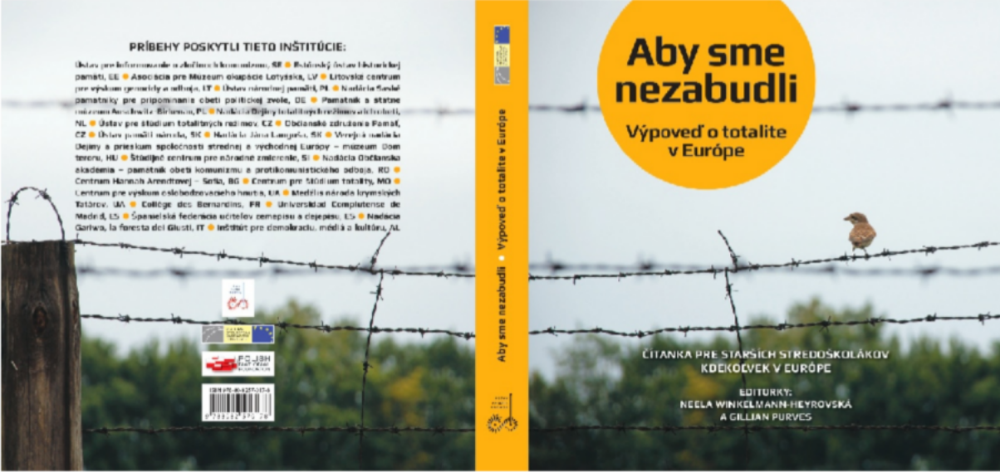 PRÍBEHY POSKYTLI TIETO INŠTITÚCIE:
Ústav pre informovanie o zločinoch komunizmu, SE ● Estónsky ústav historickej
pamäti, EE ● Asociácia pre Múzeum okupácie Lotyšska, LV ● Litovské centrum
pre výskum genocídy a odboja, LT ● Ústav národnej pamäti, PL ● Nadácia Saské
pamätníky pre pripomínanie obetí politickej zvole, DE ● Pamätník a štátne
múzeum Auschwitz-Birkenau, PL ● Nadácia Dejiny totalitných režimov a ich obetí,
NL ● Ústav pre štúdium totalitných režimov, CZ ● Občianske združenie Pamäť,
CZ ● Ústav pamäti národa, SK ● Nadácia Jána Langoša, SK ● Verejná nadácia
Dejiny a prieskum spoločnosti strednej a východnej Európy – múzeum Dom
teroru, HU ● Študijné centrum pre národné zmierenie, SI ● Nadácia Občianska
akadémia – pamätník obetí komunizmu a protikomunistického odboja, RO ●
Centrum Hannah Arendtovej – Sofia, BG ● Centrum pre štúdium totality, MO ●
Centrum pre výskum oslobodzovacieho hnutia, UA ● Medžlis národa krymských
Tatárov, UA ● Collège des Bernardins, FR ● Universidad Complutense de
Madrid, ES ● Španielská federácia učiteľov zemepisu a dejepisu, ES ● Nadácia
Gariwo, la foresta dei Giusti, IT ● Inštitút pre demokraciu, médiá a kultúru, AL
POLISH
Aby sme nezabudli ● Výpoveď o totalite v Európe
Aby sme
nezabudli
Výpoveď o totalite
v Európe
ČÍTANKA PRE STARŠÍCH STREDOŠKOLÁKOV
KDEKOĽVEK V EURÓPE
EDITORKY:
NEELA WINKELMANN-HEYROVSKÁ
A GILLIAN PURVES